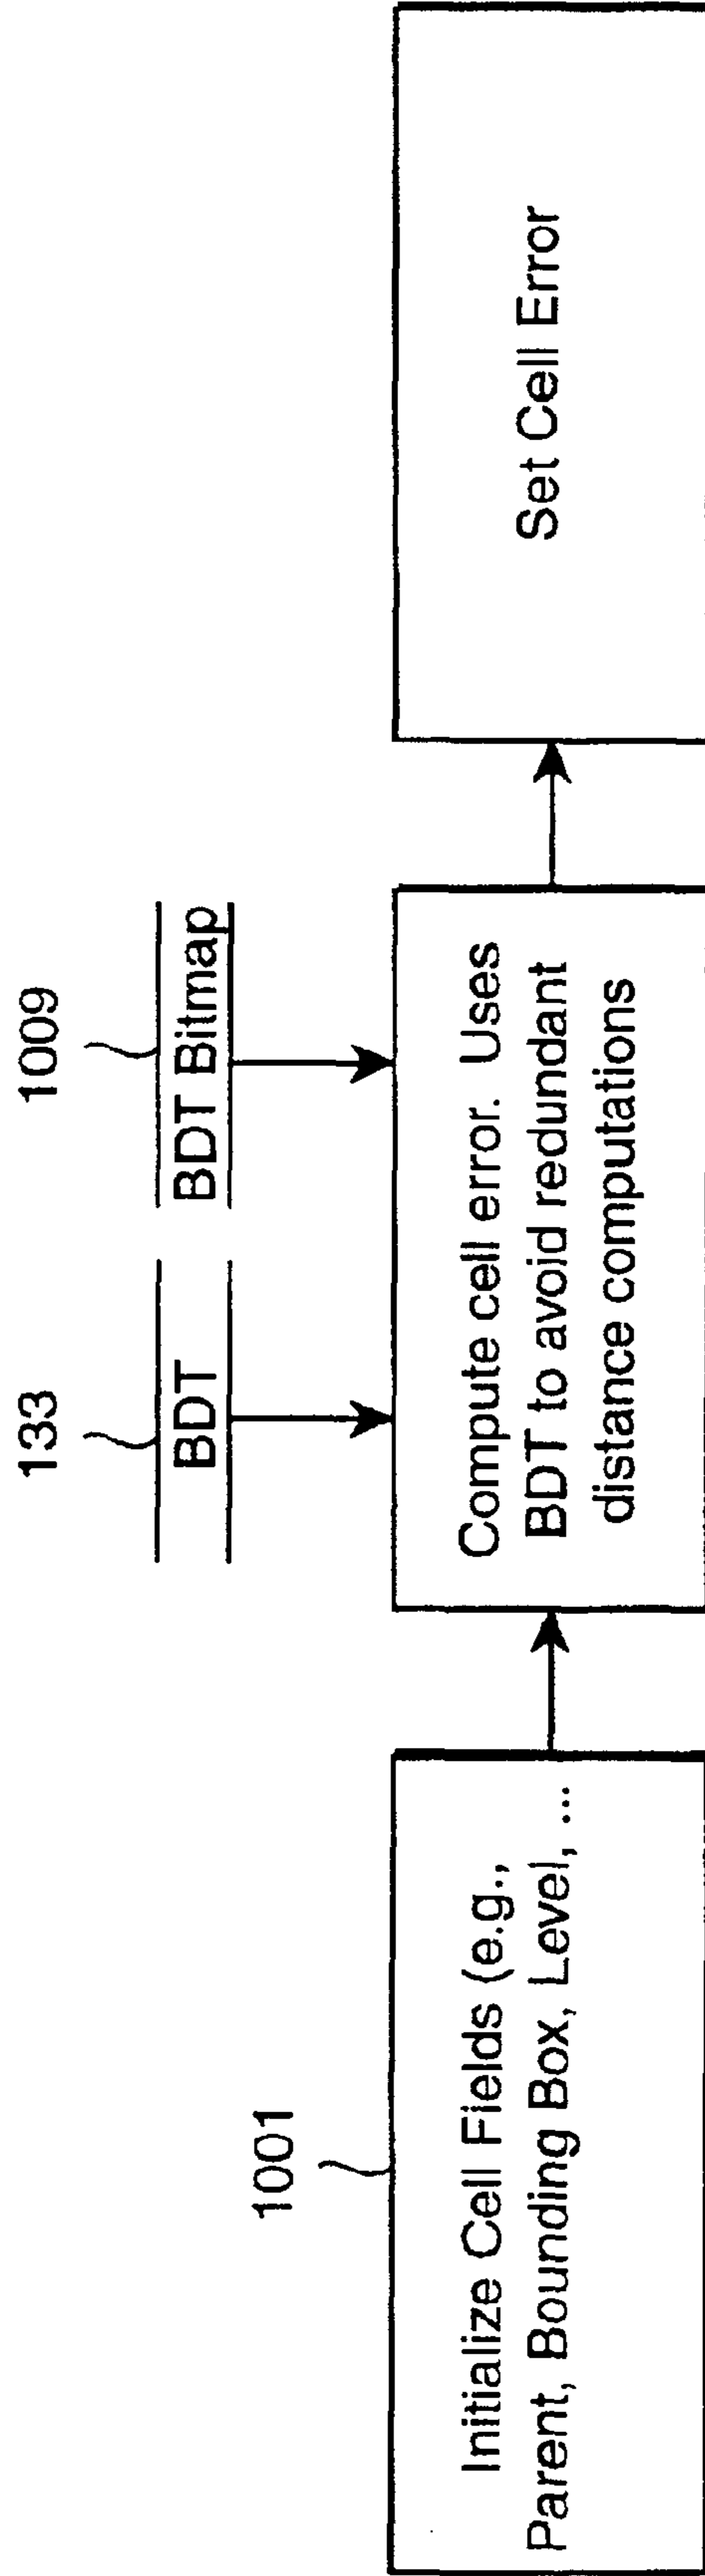 133
1009
BDT
BDT Bitmap
1001
Initialize Cell Fields (e.g.,
Parent, Bounding Box, Level, ...
Compute cell error. Uses
BDT to avoid redundant
distance computations
Set Cell Error